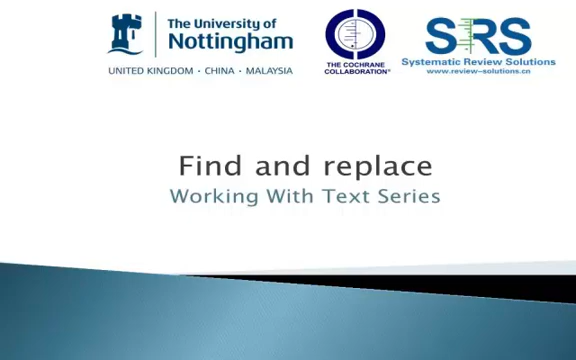 The University of
Nottingham
UNITED KINGDOM · CHINA · MALAYSIA
THE COCHRANE
COLLABORATION®
SRS
Systematic Review Solutions
www.review-solutions.cn
Find and replace
Working With Text Series